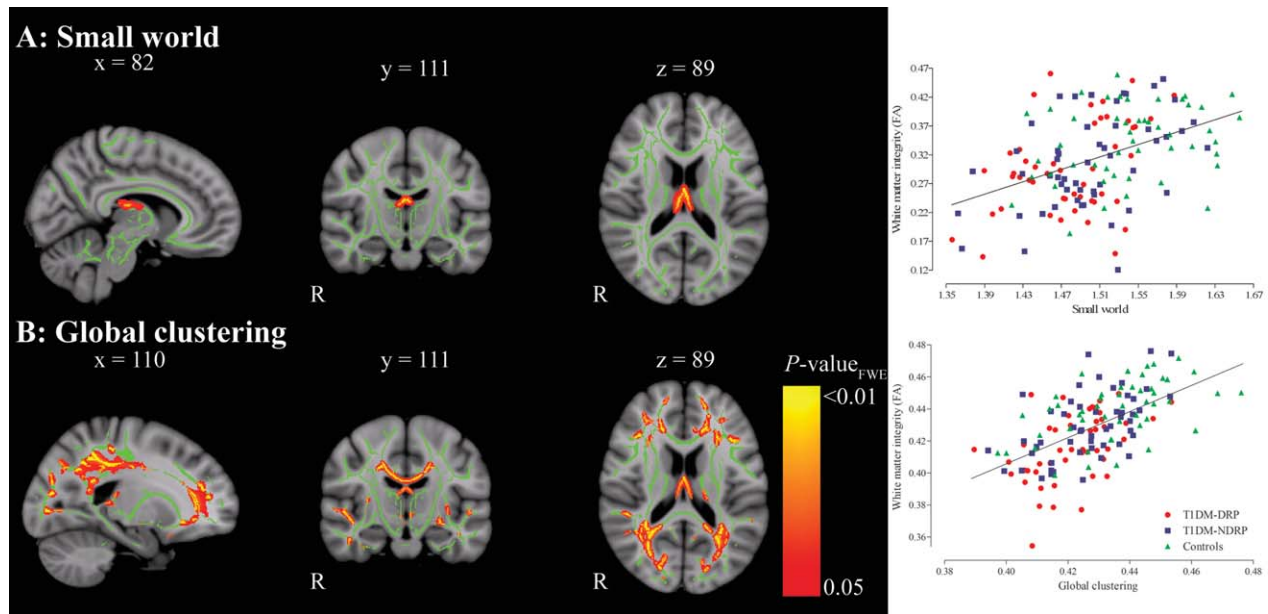 A: Small world
x = 82
y = 111
z = 89
R
R
B: Global clustering
x = 110
y = 111
z = 89
P-valueFWE
<0.01
0.05
R
R
White matter integrity (FA)
0.47
0.42
0.37
0.32
0.27
0.22
0.17
0.12
1.35 1.39 1.43 1.47 1.51 1.55 1.59 1.63 1.67
Small world
White matter integrity (FA)
0.48
0.46
0.44
0.42
0.40
0.38
0.36
T1DM-DRP
T1DM-NDRP
Controls
0.38 0.40 0.42 0.44 0.46 0.48
Global clustering